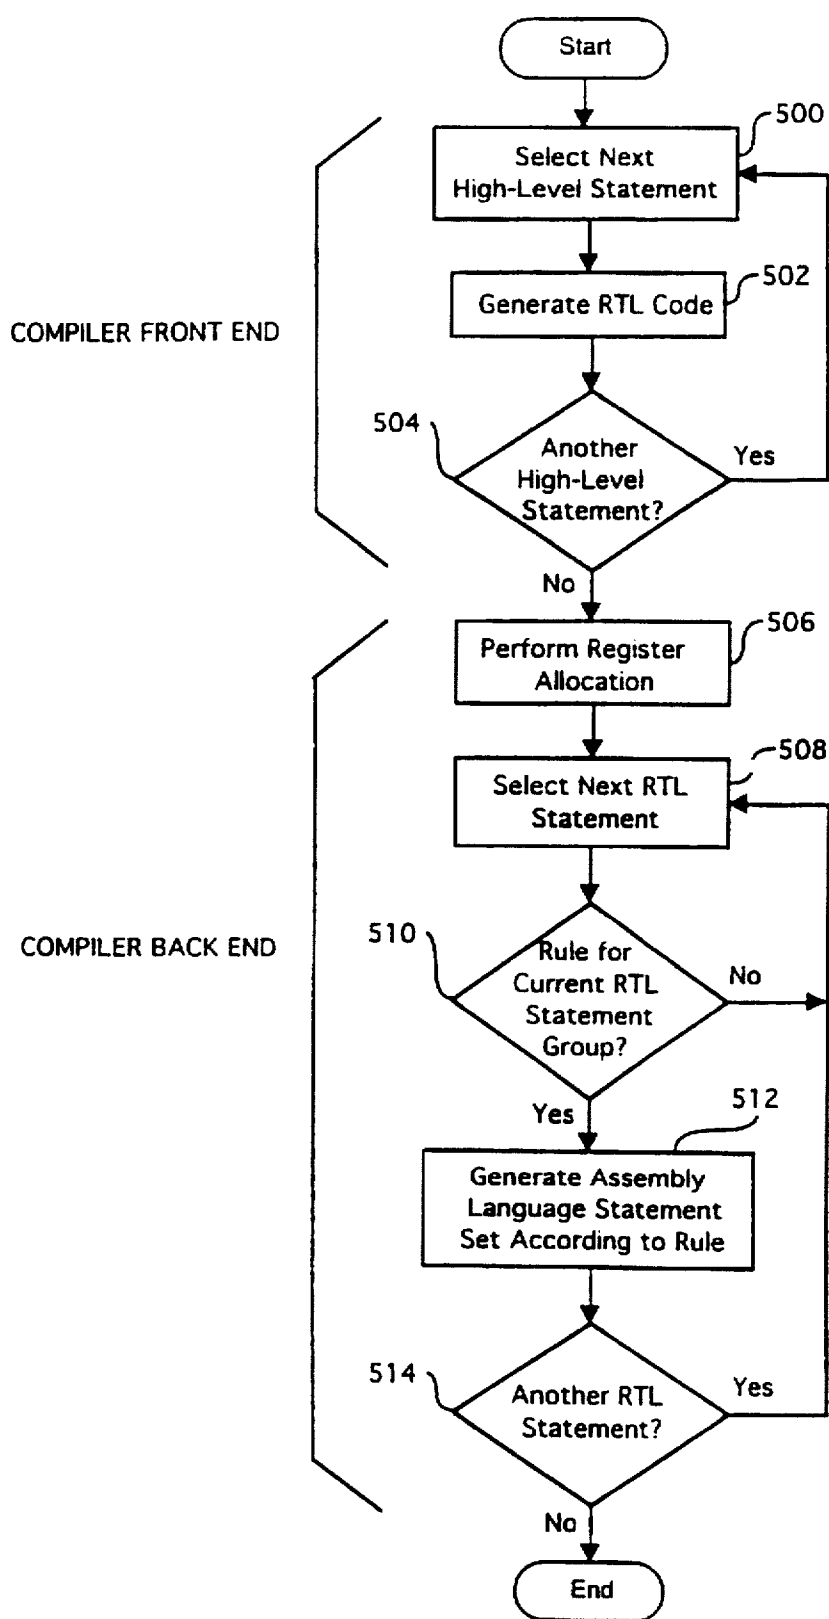 Start
500
Select Next
High-Level Statement
502
Generate RTL Code
COMPILER FRONT END
504
Another
High-Level
Statement?
Yes
No
506
Perform Register
Allocation
508
Select Next RTL
Statement
COMPILER BACK END
510
Rule for
Current RTL
Statement
Group?
No
Yes
512
Generate Assembly
Language Statement
Set According to Rule
514
Another RTL
Statement?
Yes
No
End